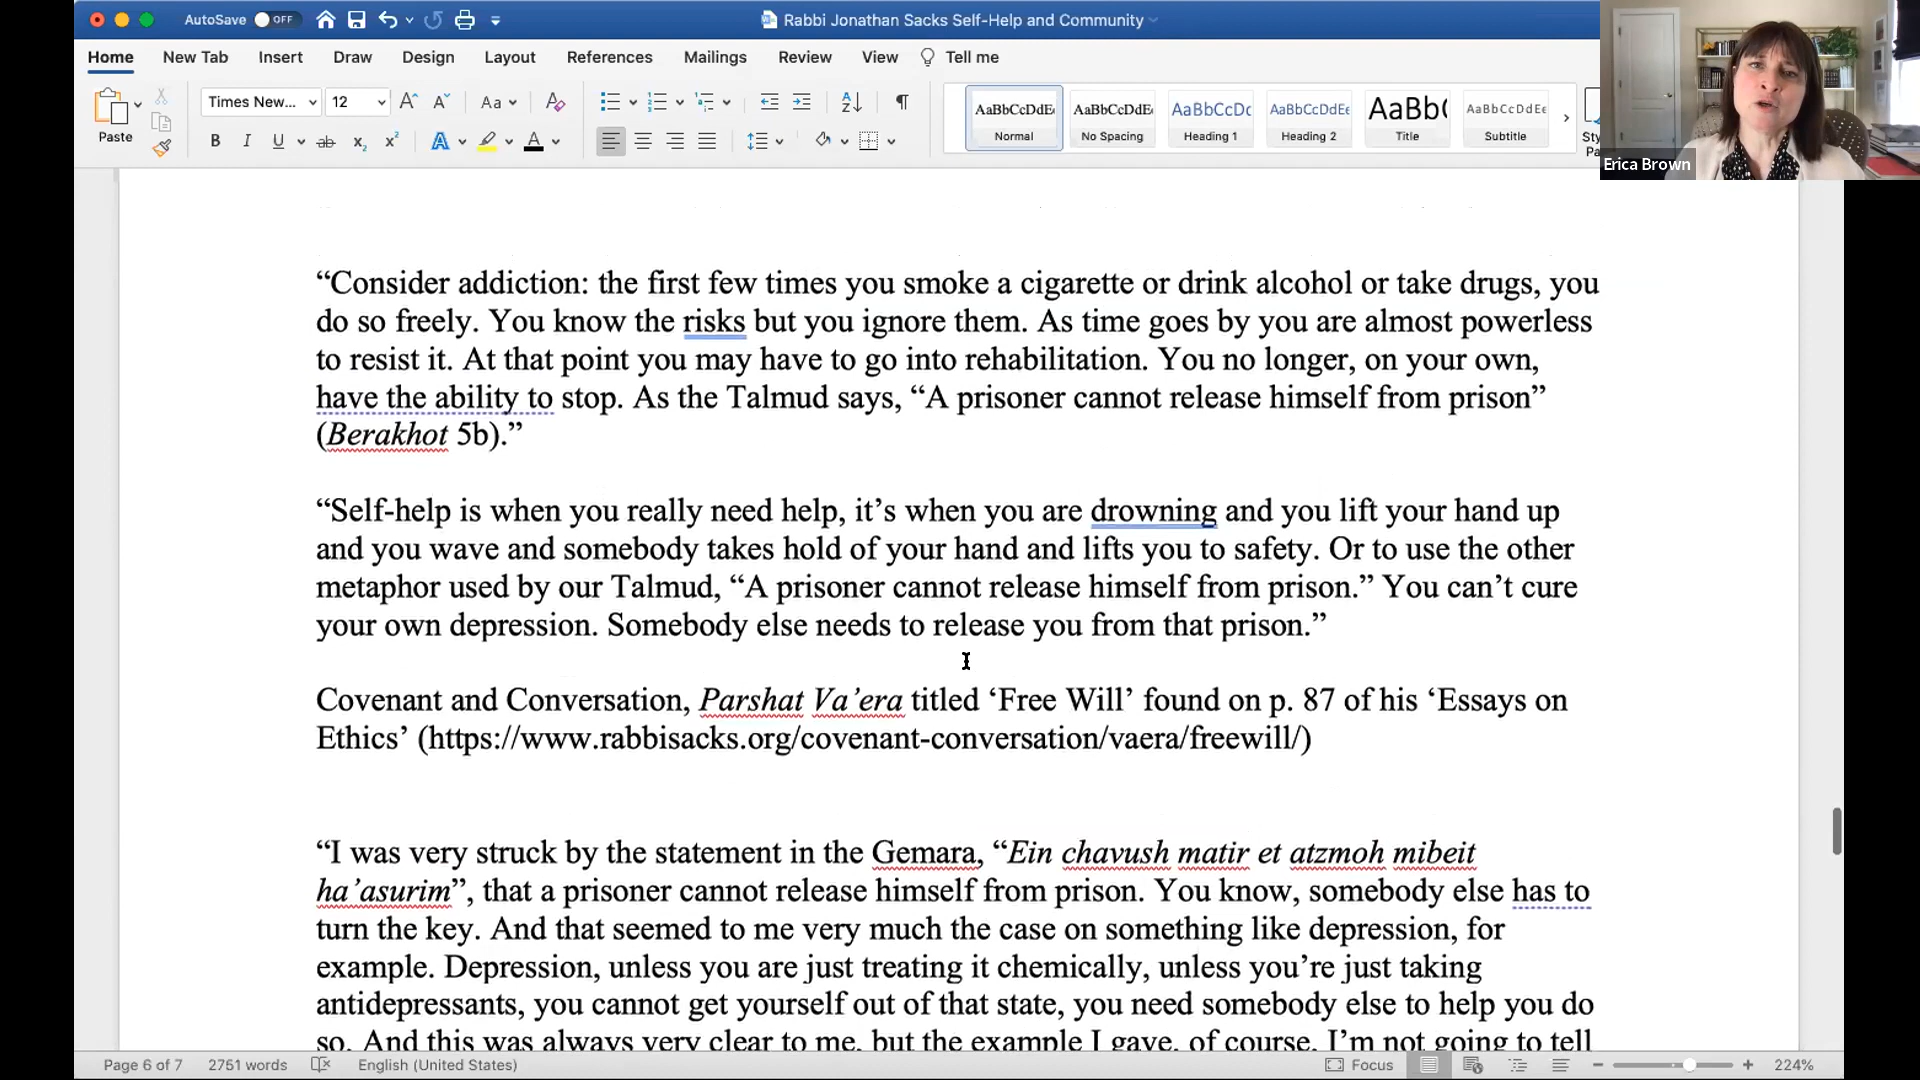 AutoSave OFF
Rabbi Jonathan Sacks Self-Help and Community
Home New Tab Insert Draw Design Layout References Mailings Review View Tell me
Paste
Times New... 12
Aa
AaBbCcDdE Normal
AaBbCcDdE No Spacing
AaBbCcDc Heading 1
AaBbCcDdEe Heading 2
AaBb( Title
AaBbCcDdEe Subtitle
Erica Brown
“Consider addiction: the first few times you smoke a cigarette or drink alcohol or take drugs, you
do so freely. You know the risks but you ignore them. As time goes by you are almost powerless
to resist it. At that point you may have to go into rehabilitation. You no longer, on your own,
have the ability to stop. As the Talmud says, “A prisoner cannot release himself from prison”
(Berakhot 5b).”
“Self-help is when you really need help, it’s when you are drowning and you lift your hand up
and you wave and somebody takes hold of your hand and lifts you to safety. Or to use the other
metaphor used by our Talmud, “A prisoner cannot release himself from prison.” You can’t cure
your own depression. Somebody else needs to release you from that prison.”
Covenant and Conversation, Parshat Va’era titled ‘Free Will’ found on p. 87 of his ‘Essays on
Ethics’ (https://www.rabbisacks.org/covenant-conversation/vaera/freewill/)
“I was very struck by the statement in the Gemara, “Ein chavush matir et atzmoh mibeit
ha’asurim”, that a prisoner cannot release himself from prison. You know, somebody else has to
turn the key. And that seemed to me very much the case on something like depression, for
example. Depression, unless you are just treating it chemically, unless you’re just taking
antidepressants, you cannot get yourself out of that state, you need somebody else to help you do
so. And this was always very clear to me, but the example I gave, of course, I’m not going to tell
Page 6 of 7 2751 words English (United States) Focus 224%